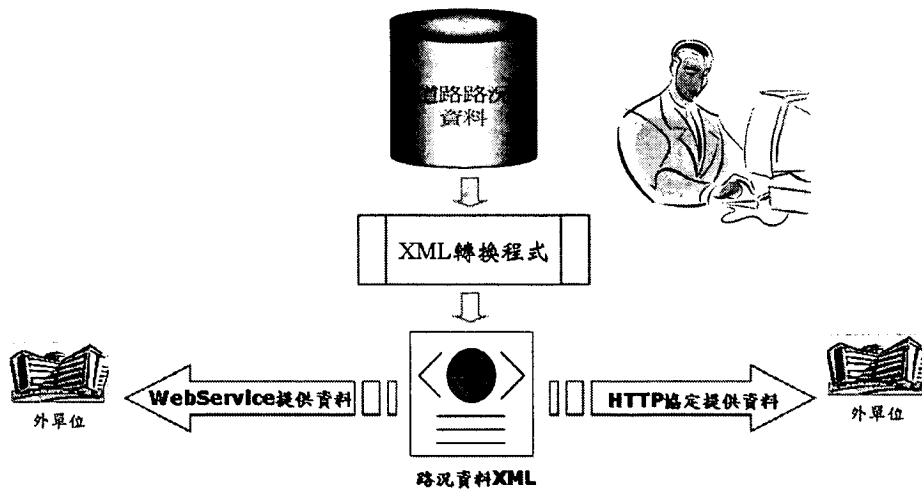 道路路況
資料
XML轉換程式
WebService提供資料
HTTP協定提供資料
外單位
外單位
路況資料XML